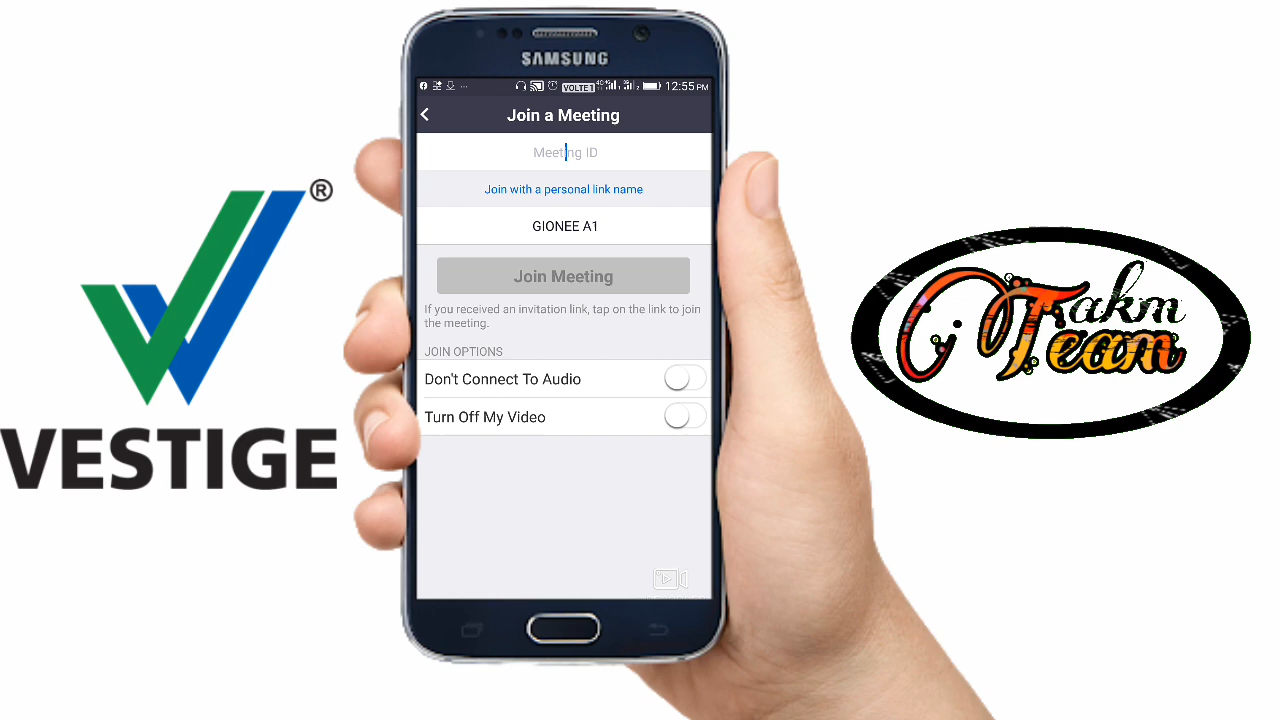 SAMSUNG
VOLTE1
12:55 PM
Join a Meeting
Meeting ID
Join with a personal link name
GIONEE A1
Join Meeting
If you received an invitation link, tap on the link to join
the meeting.
JOIN OPTIONS
Don't Connect To Audio
Turn Off My Video
®
VESTIGE
Team